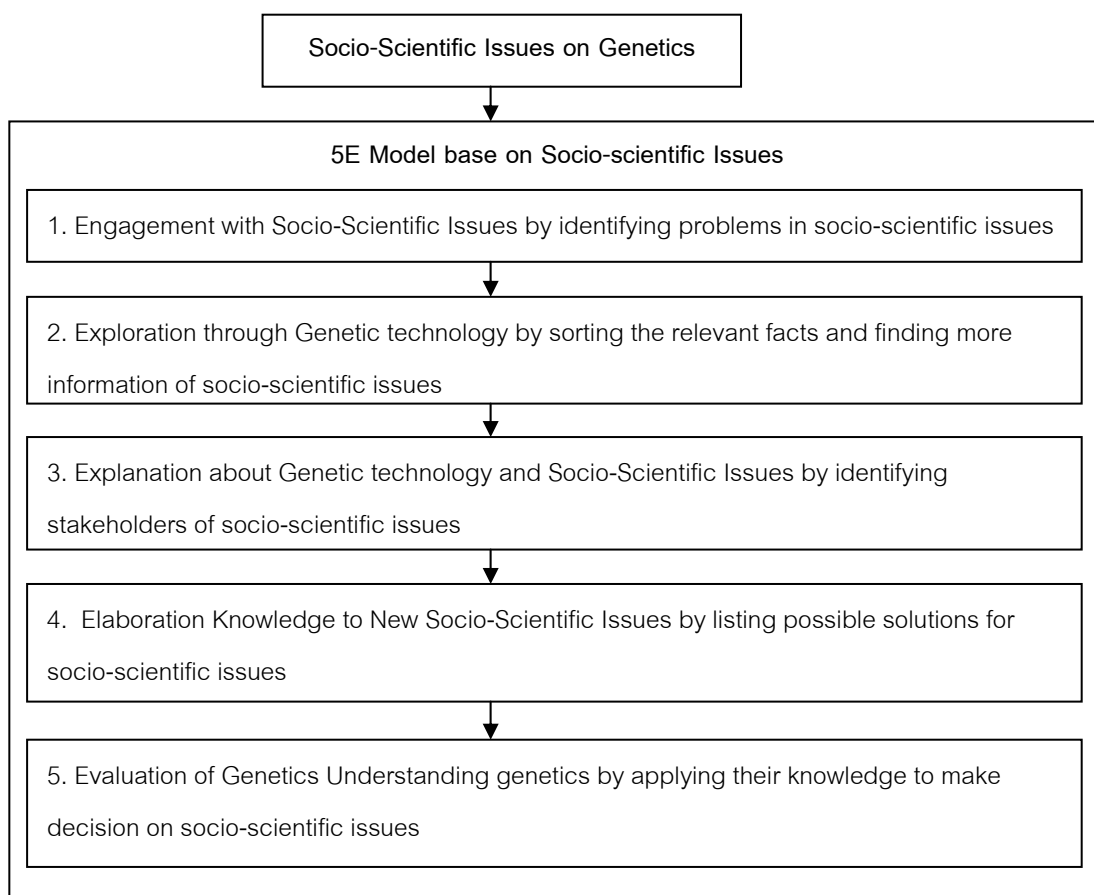 Socio-Scientific Issues on Genetics
5E Model base on Socio-scientific Issues
1. Engagement with Socio-Scientific Issues by identifying problems in socio-scientific issues
2. Exploration through Genetic technology by sorting the relevant facts and finding more
information of socio-scientific issues
3. Explanation about Genetic technology and Socio-Scientific Issues by identifying
stakeholders of socio-scientific issues
4. Elaboration Knowledge to New Socio-Scientific Issues by listing possible solutions for
socio-scientific issues
5. Evaluation of Genetics Understanding genetics by applying their knowledge to make
decision on socio-scientific issues